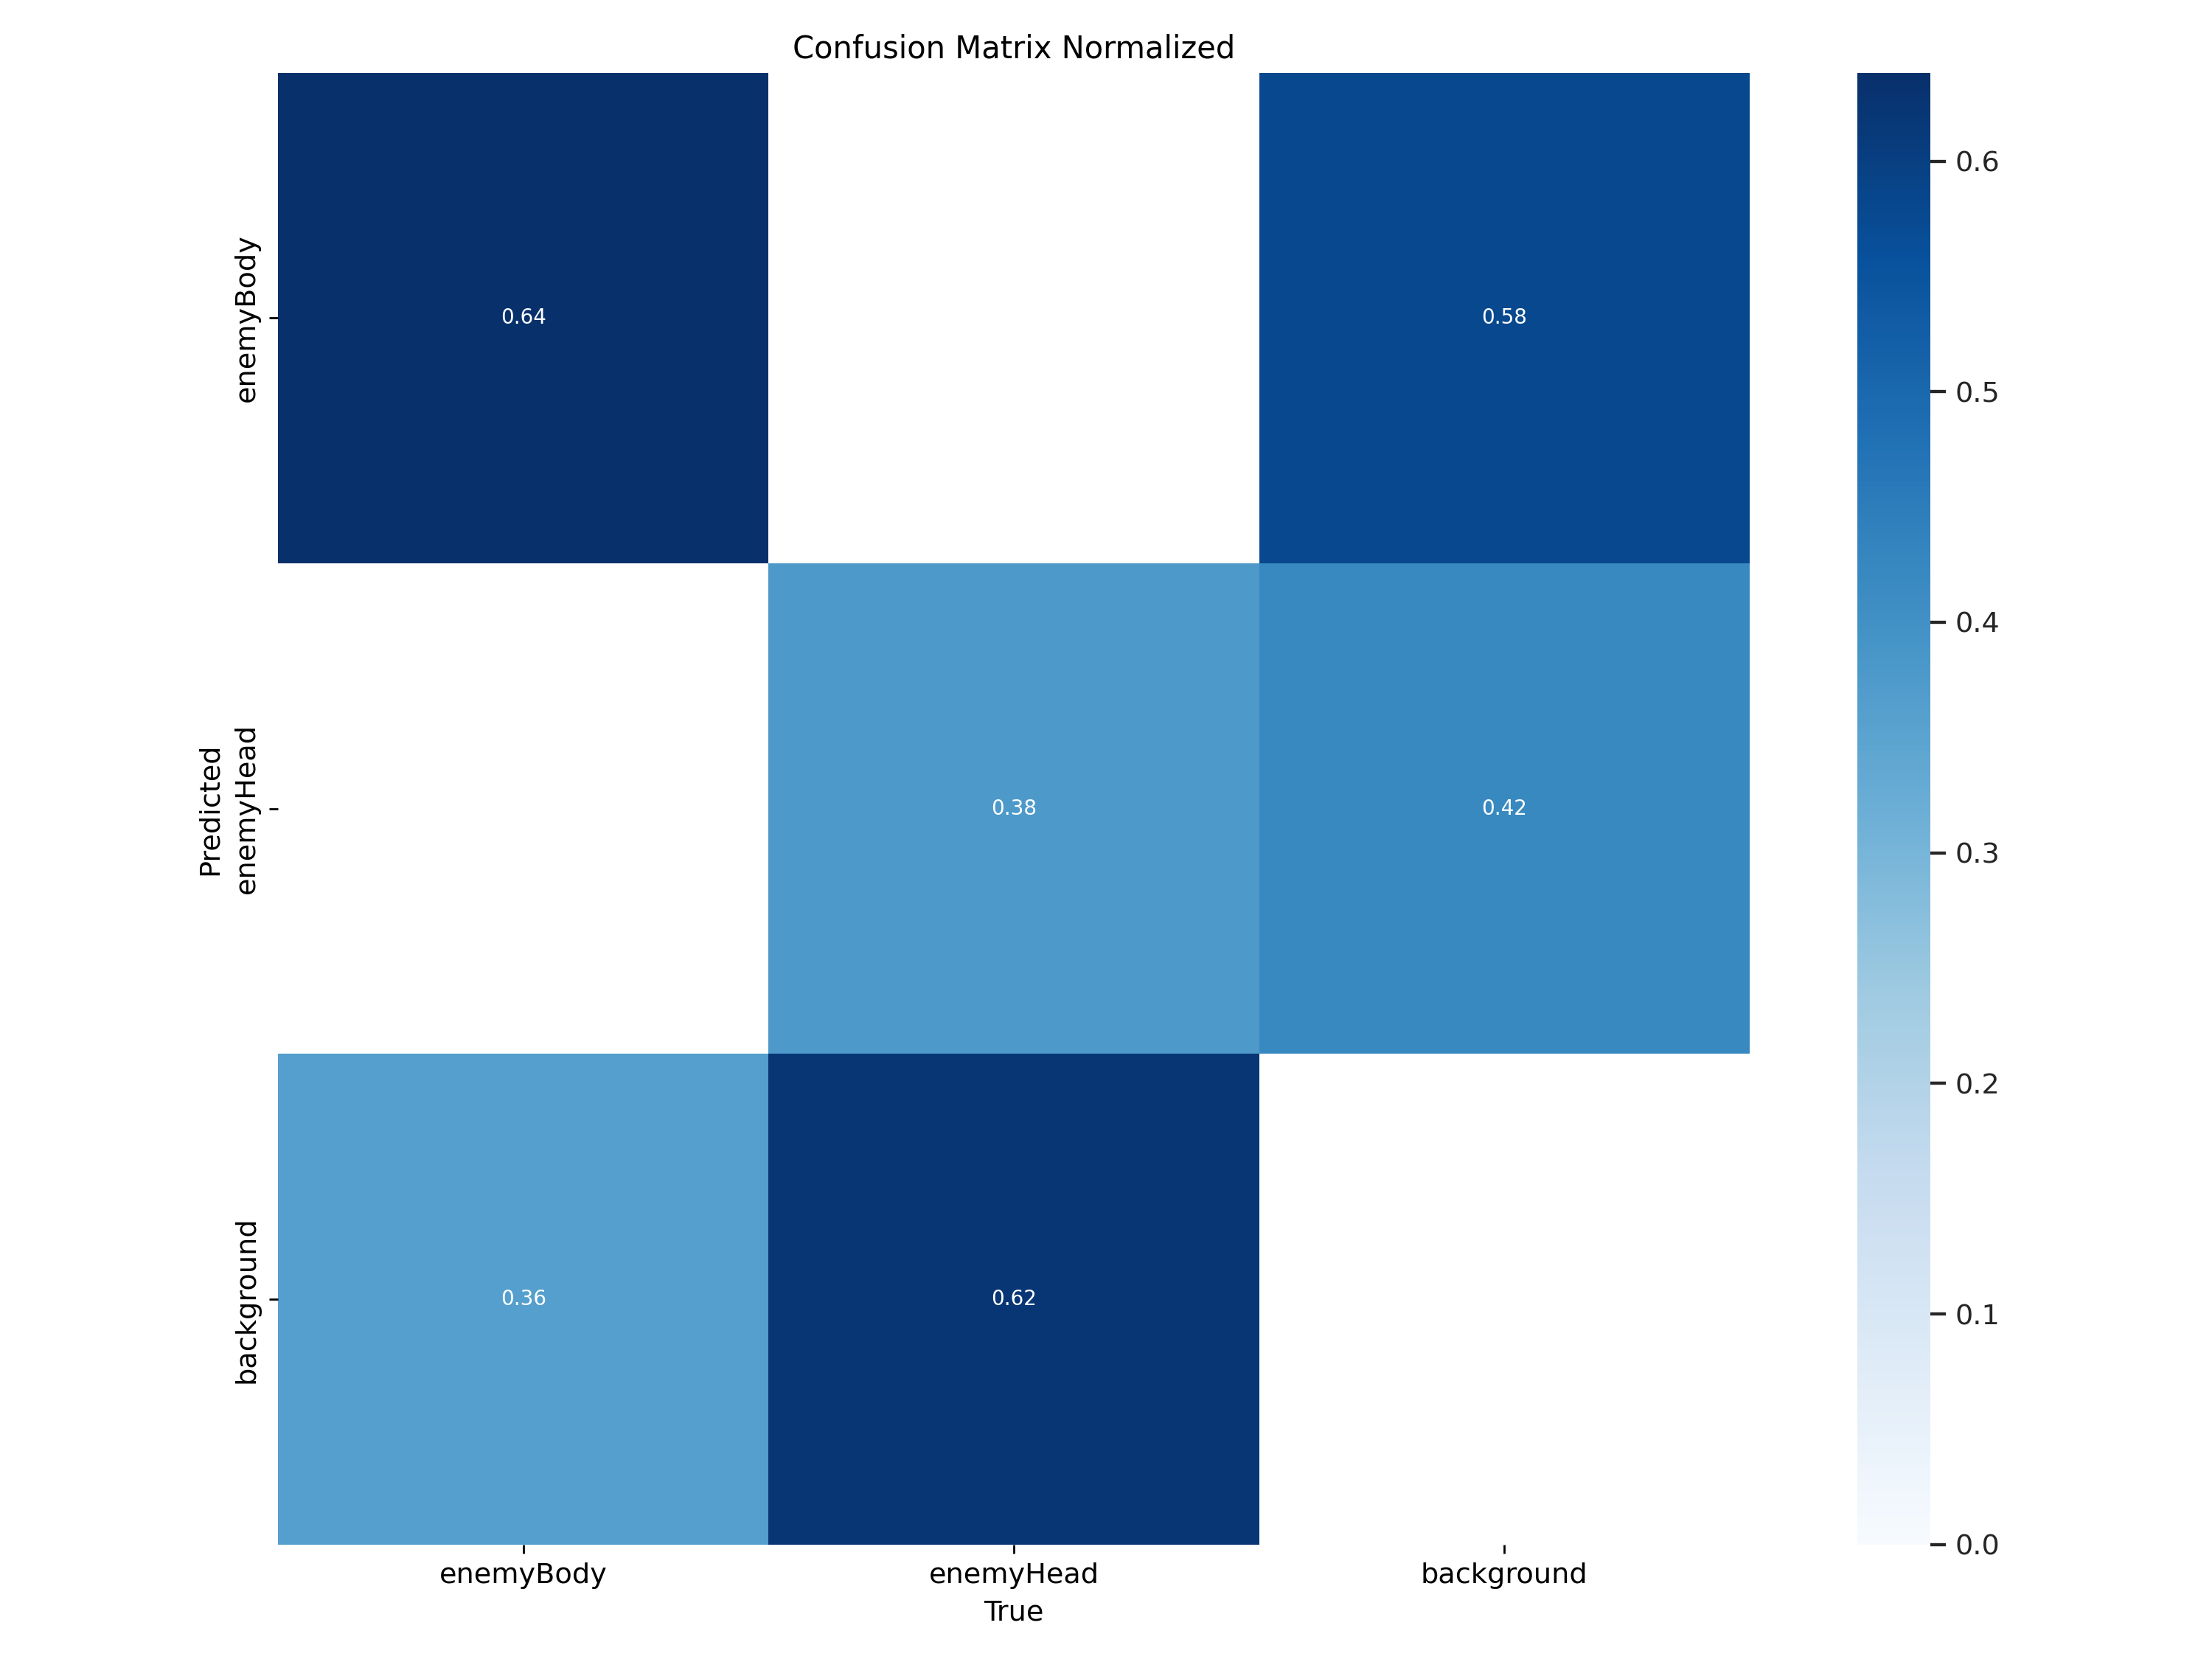 Confusion Matrix Normalized
enemyBody
0.64
0.58
Predicted
enemyHead
0.38
0.42
background
0.36
0.62
enemyBody
enemyHead
background
True
0.6
0.5
0.4
0.3
0.2
0.1
0.0